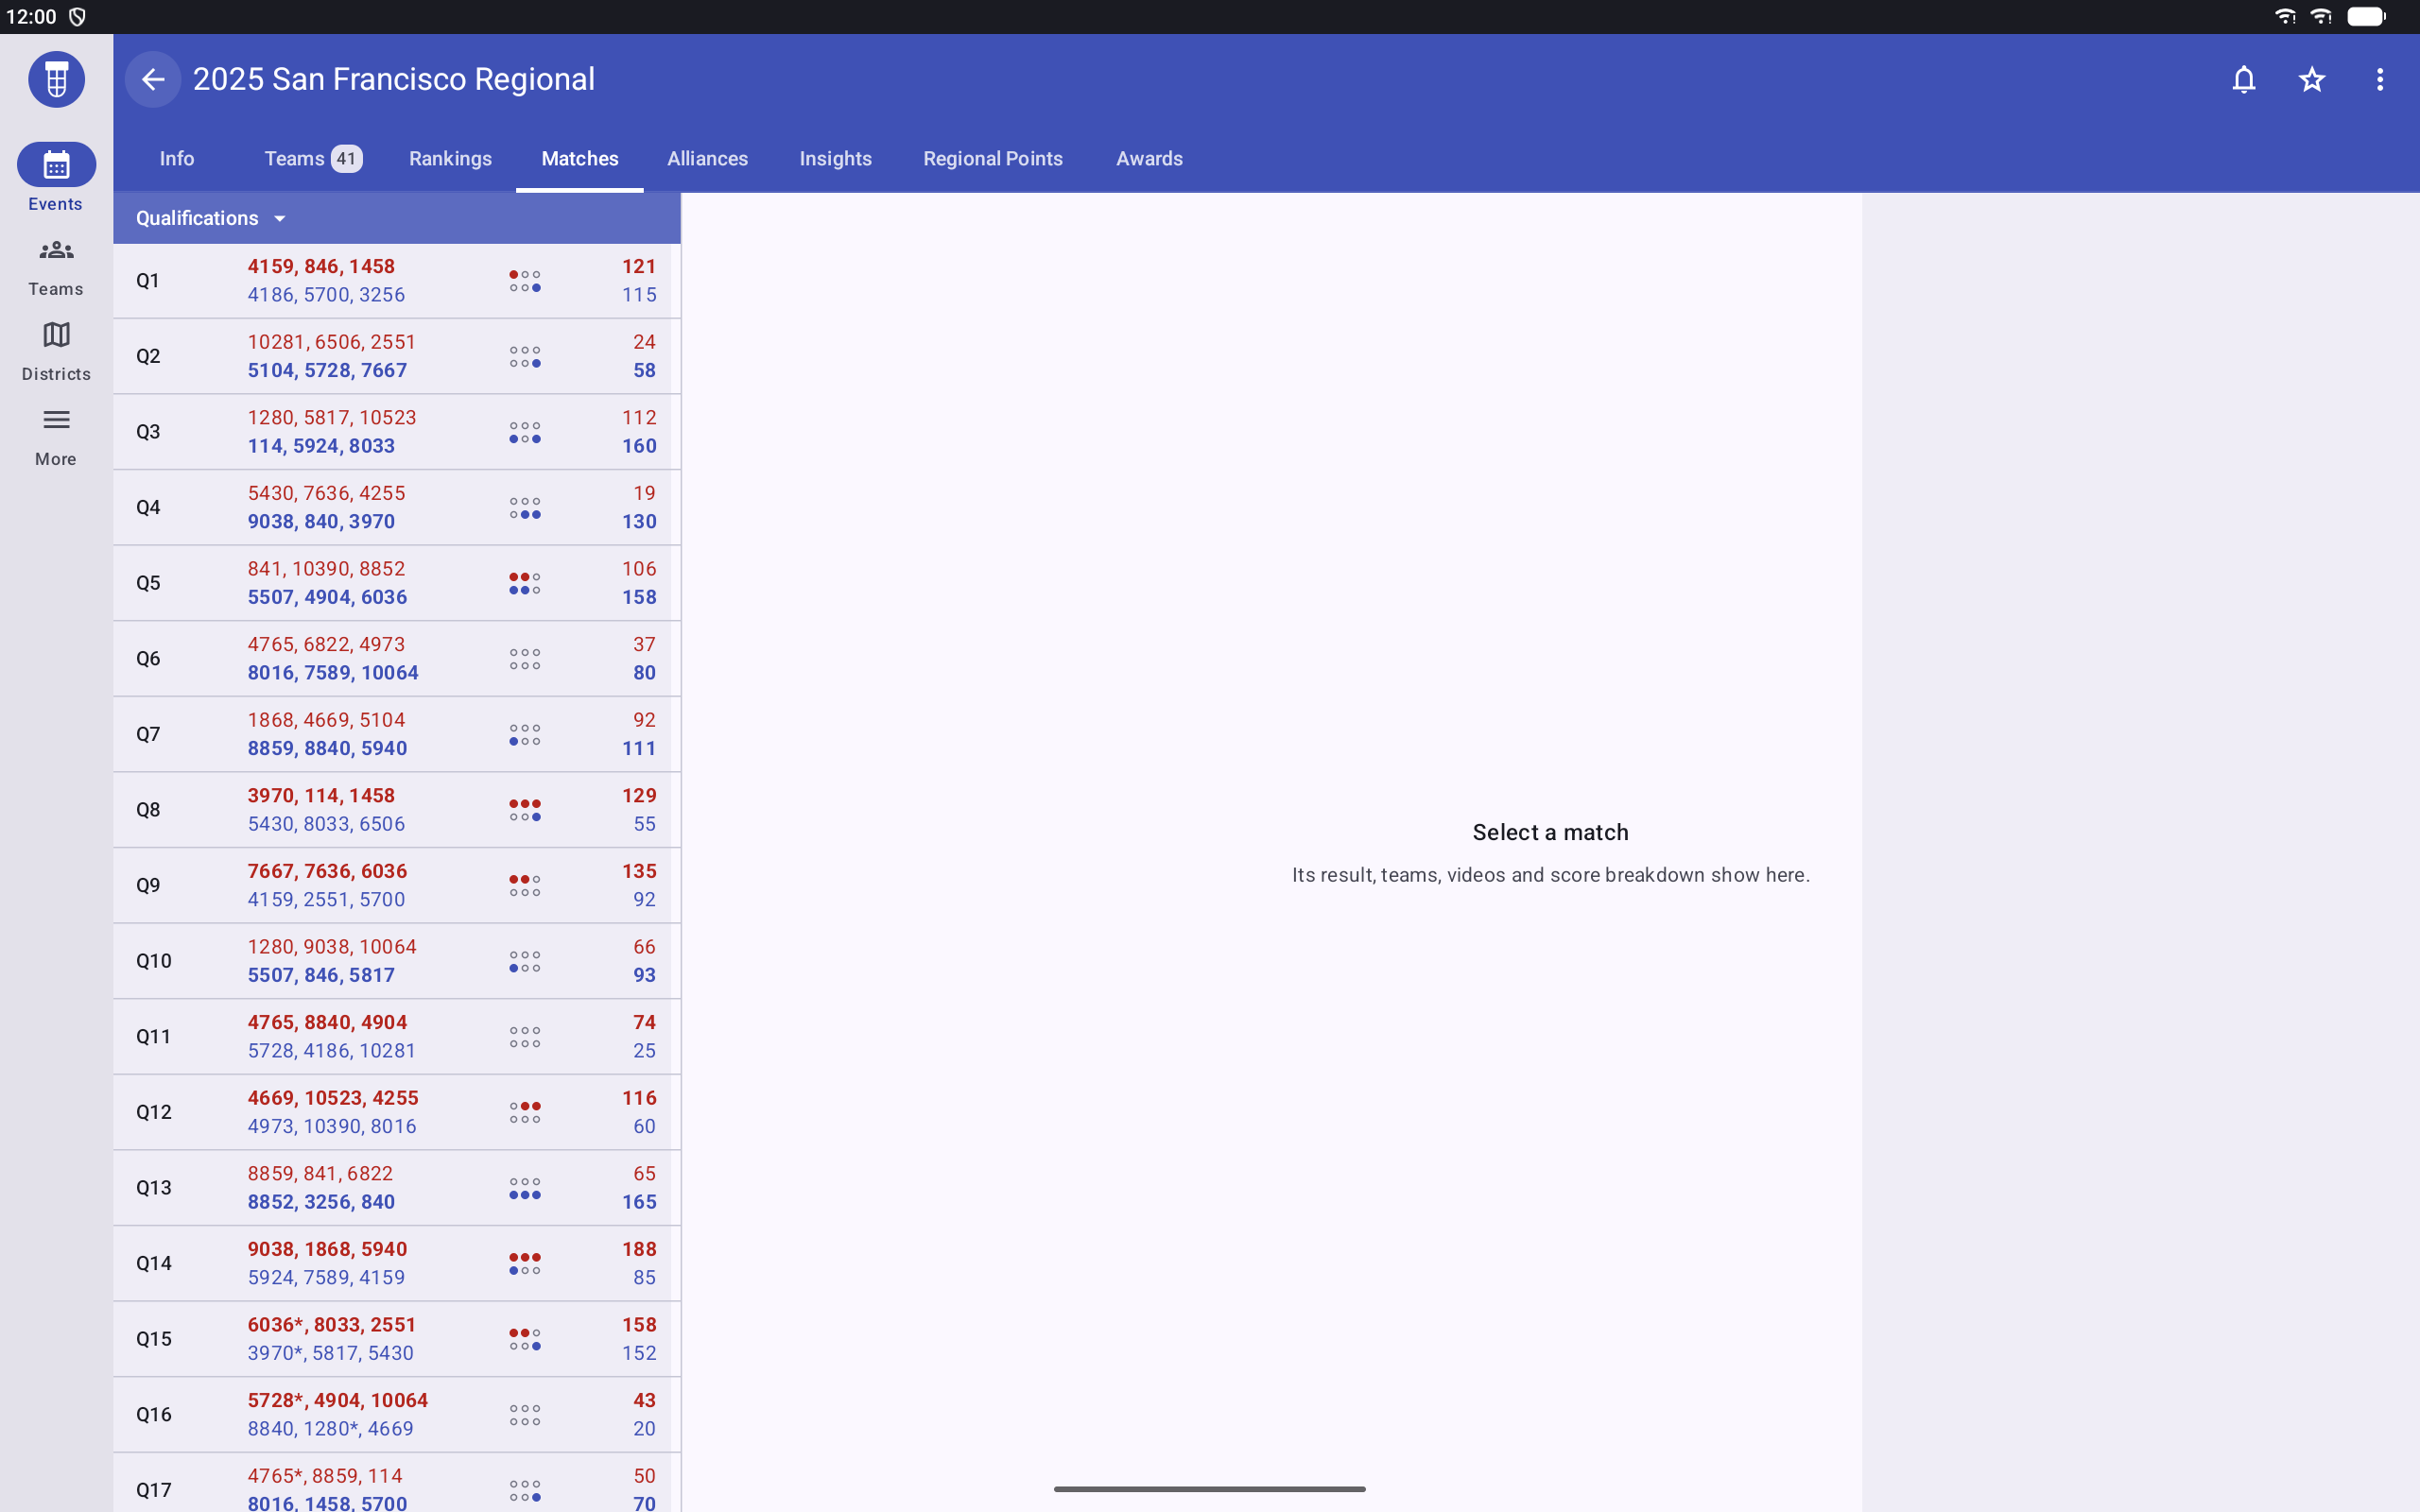 12:00
2025 San Francisco Regional
Info Teams 41 Rankings Matches Alliances Insights Regional Points Awards
Events
Teams
Districts
More
Qualifications
Q1
4159, 846, 1458 121
4186, 5700, 3256 115
Q2
10281, 6506, 2551 24
5104, 5728, 7667 58
Q3
1280, 5817, 10523 112
114, 5924, 8033 160
Q4
5430, 7636, 4255 19
9038, 840, 3970 130
Q5
841, 10390, 8852 106
5507, 4904, 6036 158
Q6
4765, 6822, 4973 37
8016, 7589, 10064 80
Q7
1868, 4669, 5104 92
8859, 8840, 5940 111
Q8
3970, 114, 1458 129
5430, 8033, 6506 55
Q9
7667, 7636, 6036 135
4159, 2551, 5700 92
Q10
1280, 9038, 10064 66
5507, 846, 5817 93
Q11
4765, 8840, 4904 74
5728, 4186, 10281 25
Q12
4669, 10523, 4255 116
4973, 10390, 8016 60
Q13
8859, 841, 6822 65
8852, 3256, 840 165
Q14
9038, 1868, 5940 188
5924, 7589, 4159 85
Q15
6036*, 8033, 2551 158
3970*, 5817, 5430 152
Q16
5728*, 4904, 10064 43
8840, 1280*, 4669 20
Q17
4765*, 8859, 114 50
8016, 1458, 5700 70
Select a match
Its result, teams, videos and score breakdown show here.